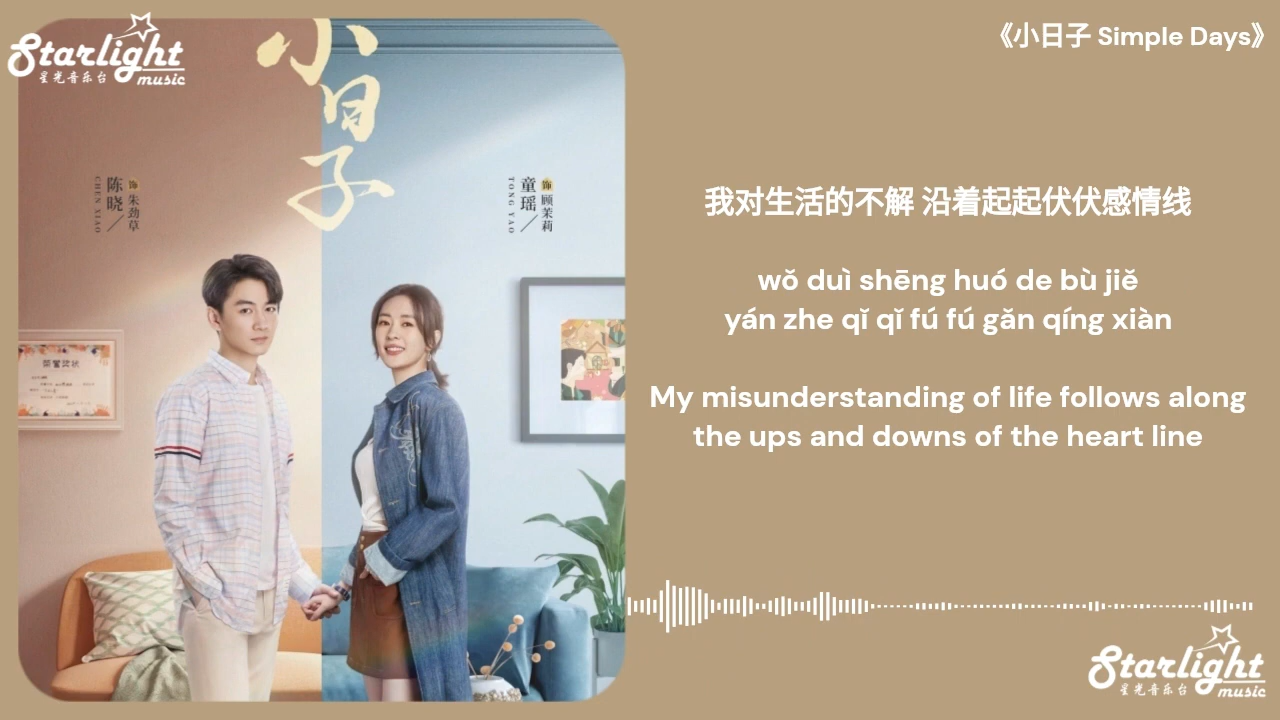 Starlight
星光音乐台 music
小日子
陈晓
CHEN XIAO
饰 朱劲草
童瑶
TONG YAO
饰 顾茉莉
荣誉奖状
《小日子 Simple Days》
我对生活的不解 沿着起起伏伏感情线
wǒ duì shēng huó de bù jiě
yán zhe qǐ qǐ fú fú gǎn qíng xiàn
My misunderstanding of life follows along
the ups and downs of the heart line
Starlight
星光音乐台 music